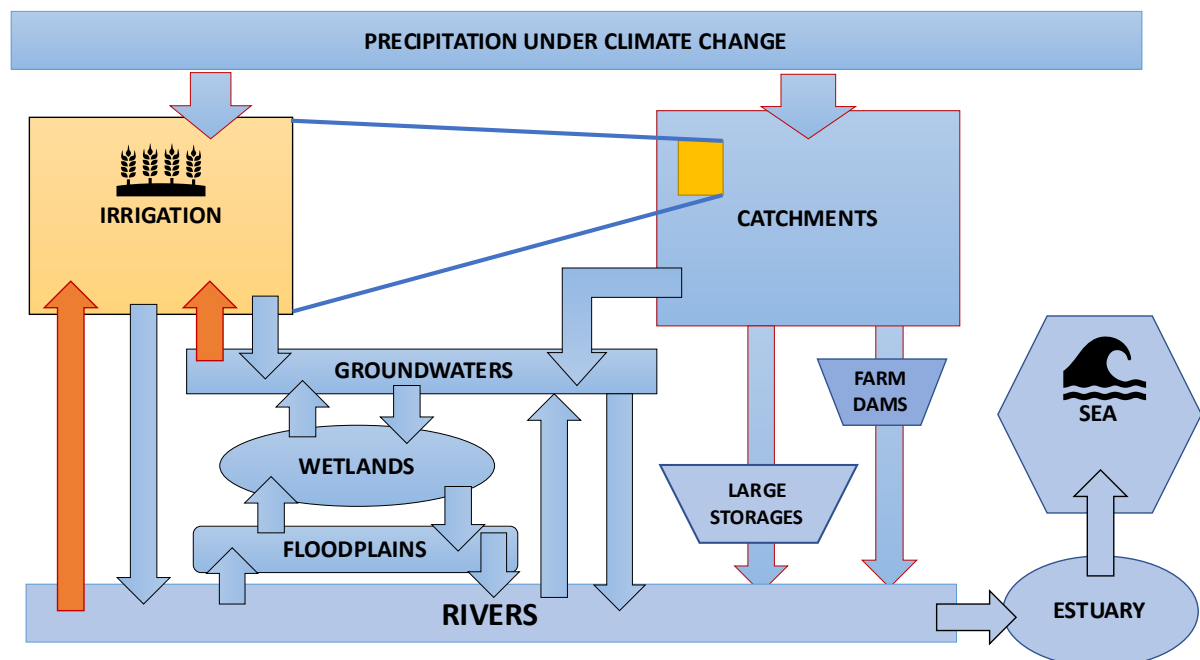 PRECIPITATION UNDER CLIMATE CHANGE
IRRIGATION
CATCHMENTS
GROUNDWATERS
FARM
DAMS
SEA
WETLANDS
LARGE
STORAGES
FLOODPLAINS
RIVERS
ESTUARY